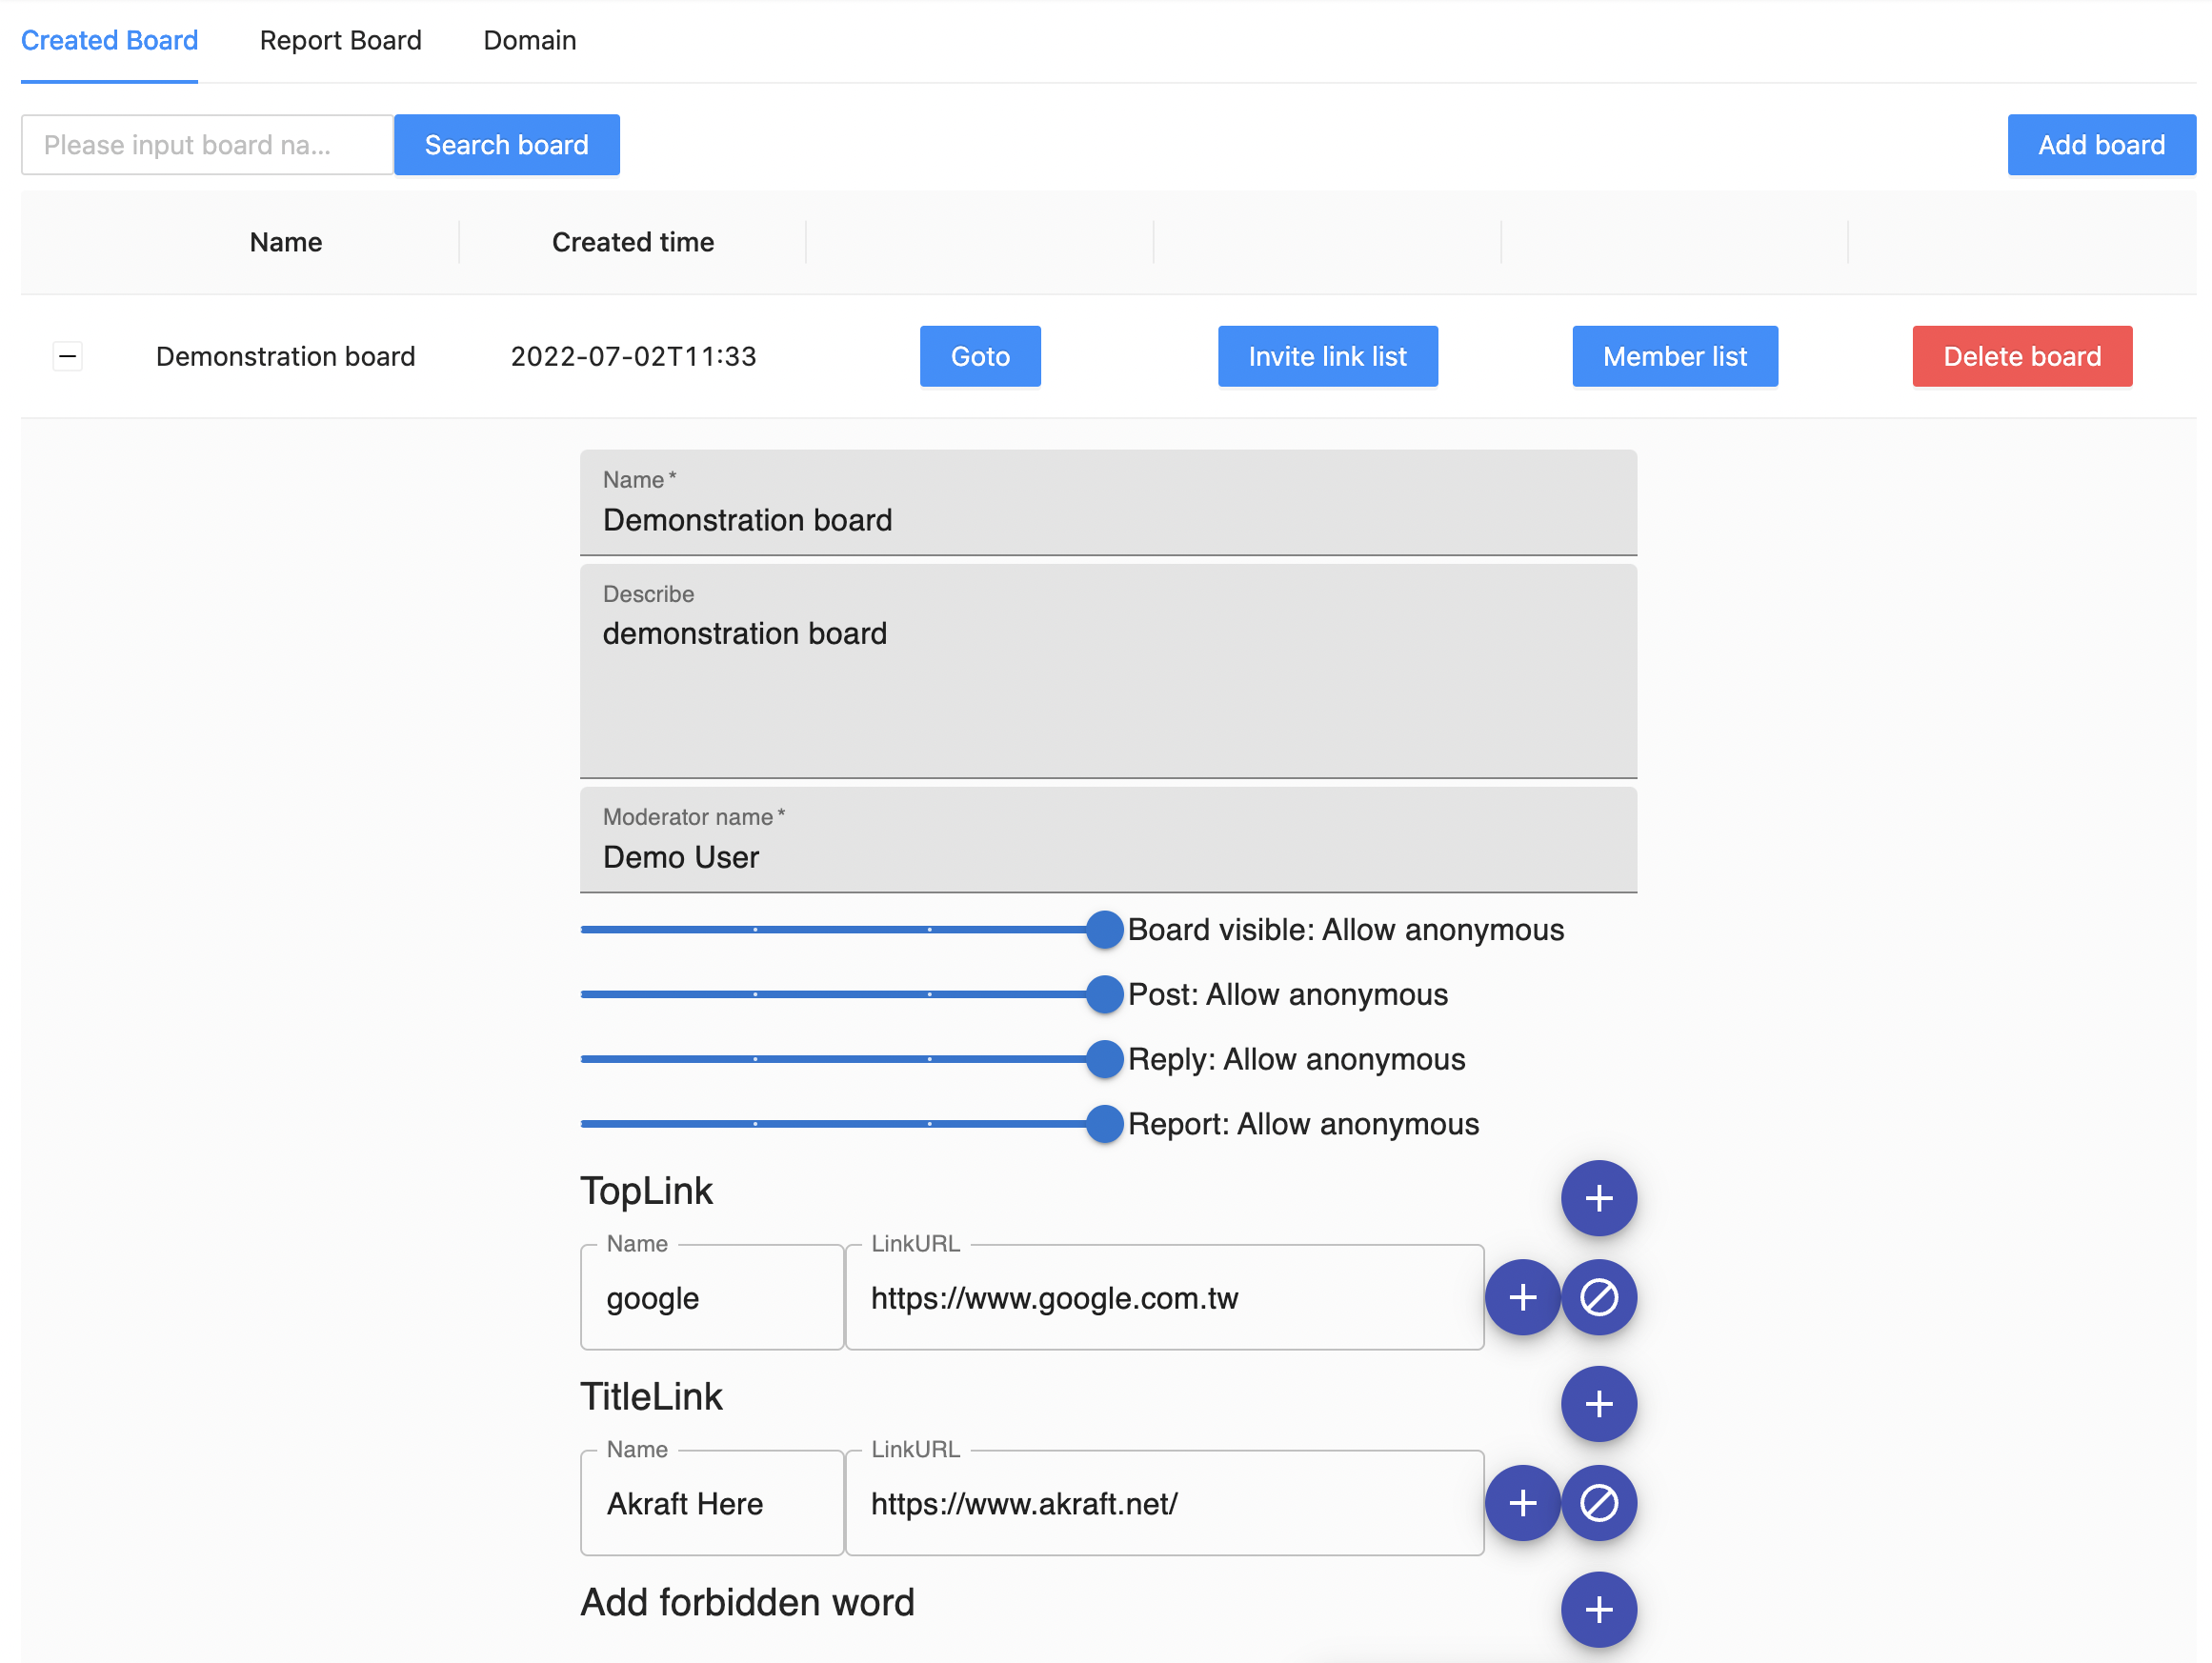 Created Board Report Board Domain
Please input board na... Search board Add board
Name Created time
Demonstration board 2022-07-02T11:33 Goto Invite link list Member list Delete board
Name *
Demonstration board
Describe
demonstration board
Moderator name *
Demo User
Board visible: Allow anonymous
Post: Allow anonymous
Reply: Allow anonymous
Report: Allow anonymous
TopLink
Name LinkURL
google https://www.google.com.tw
TitleLink
Name LinkURL
Akraft Here https://www.akraft.net/
Add forbidden word